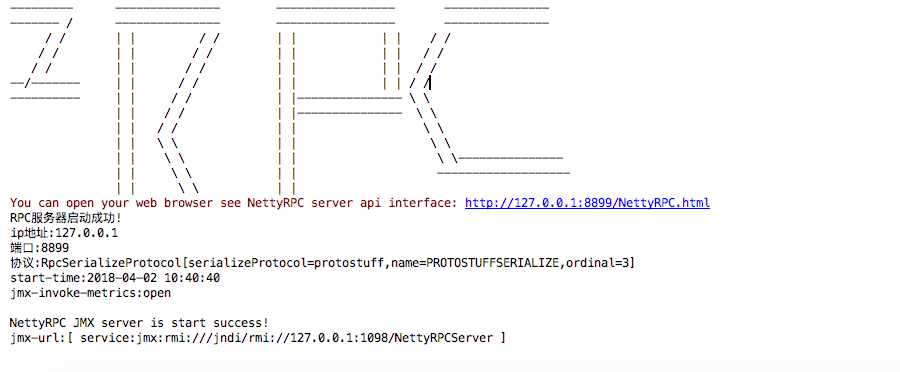 You can open your web browser see NettyRPC server api interface: http://127.0.0.1:8899/NettyRPC.html
RPC服务器启动成功!
ip地址:127.0.0.1
端口:8899
协议:RpcSerializeProtocol[serializeProtocol=protostuff,name=PROTOSTUFFSERIALIZE,ordinal=3]
start-time:2018-04-02 10:40:40
jmx-invoke-metrics:open
NettyRPC JMX server is start success!
jmx-url:[ service:jmx:rmi:///jndi/rmi://127.0.0.1:1098/NettyRPCServer ]